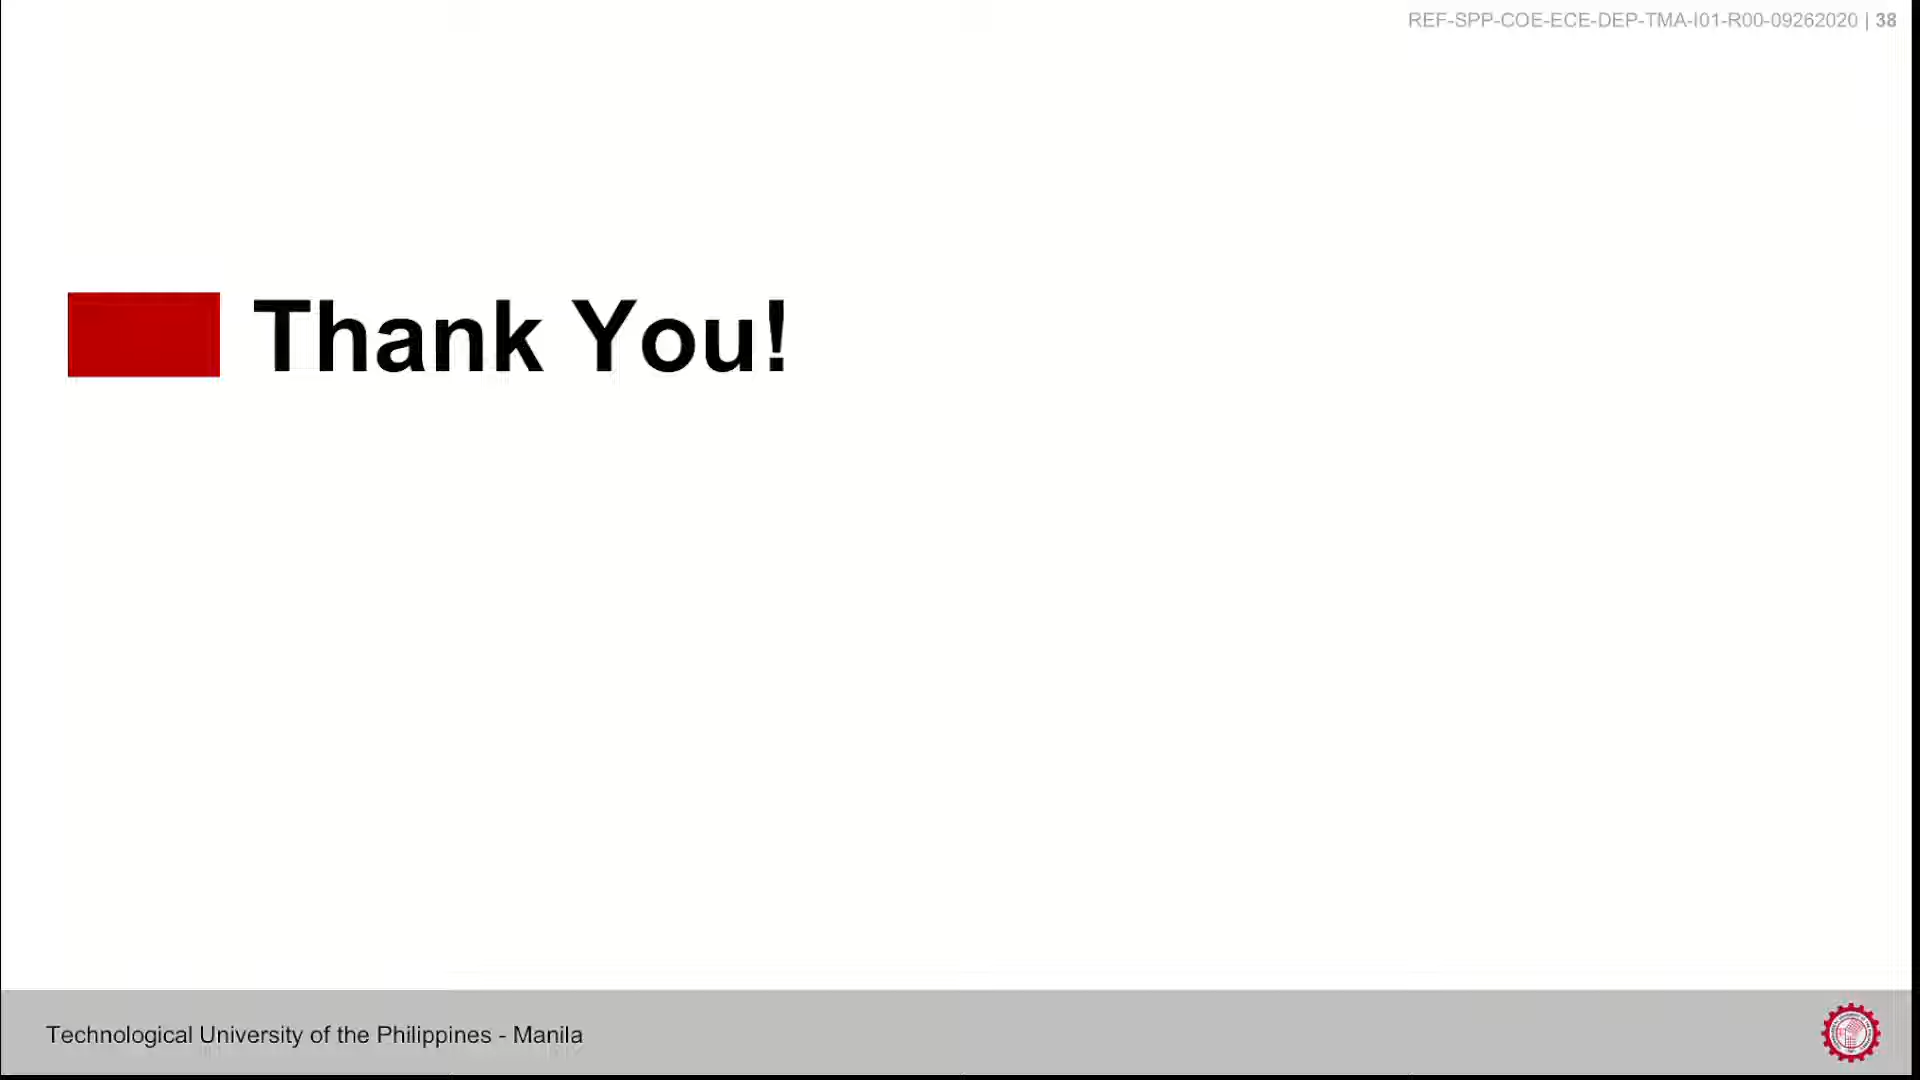 REF-SPP-COE-ECE-DEP-TMA-I01-R00-09262020 | 38
Thank You!
Technological University of the Philippines - Manila